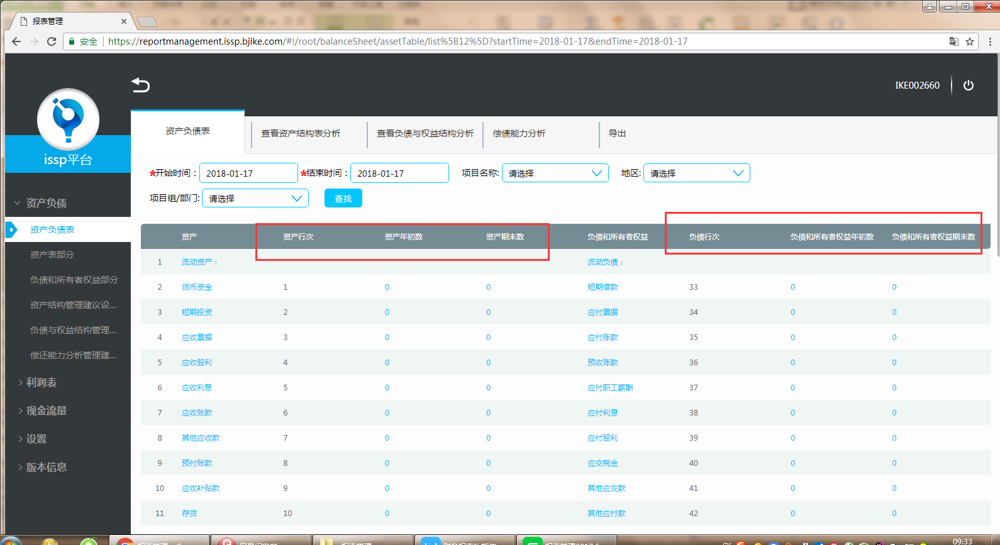 报表管理
安全 https://reportmanagement.issp.bjike.com/#!/root/balanceSheet/assetTable/list%5B12%5D?startTime=2018-01-17&endTime=2018-01-17
IKE002660
issp平台
资产负债表 查看资产结构表分析 查看负债与权益结构分析 偿债能力分析 导出
*开始时间: 2018-01-17 *结束时间: 2018-01-17 项目名称: 请选择 地区: 请选择
项目组/部门: 请选择 查找
资产负债
资产负债表
资产表部分
负债和所有者权益部分
资产结构管理建议设...
负债与权益结构管理...
偿还能力分析管理建...
利润表
现金流量
设置
版本信息
资产 资产行次 资产年初数 资产期末数 负债和所有者权益 负债行次 负债和所有者权益年初数 负债和所有者权益期末数
1 流动资产: 流动负债:
2 货币资金 1 0 0 短期借款 33 0 0
3 短期投资 2 0 0 应付票据 34 0 0
4 应收票据 3 0 0 应付账款 35 0 0
5 应收股利 4 0 0 预收账款 36 0 0
6 应收利息 5 0 0 应付职工薪酬 37 0 0
7 应收账款 6 0 0 应付利息 38 0 0
8 其他应收款 7 0 0 应付股利 39 0 0
9 预付账款 8 0 0 应交税金 40 0 0
10 应收补贴款 9 0 0 其他应交款 41 0 0
11 存货 10 0 0 其他应付款 42 0 0
09:33